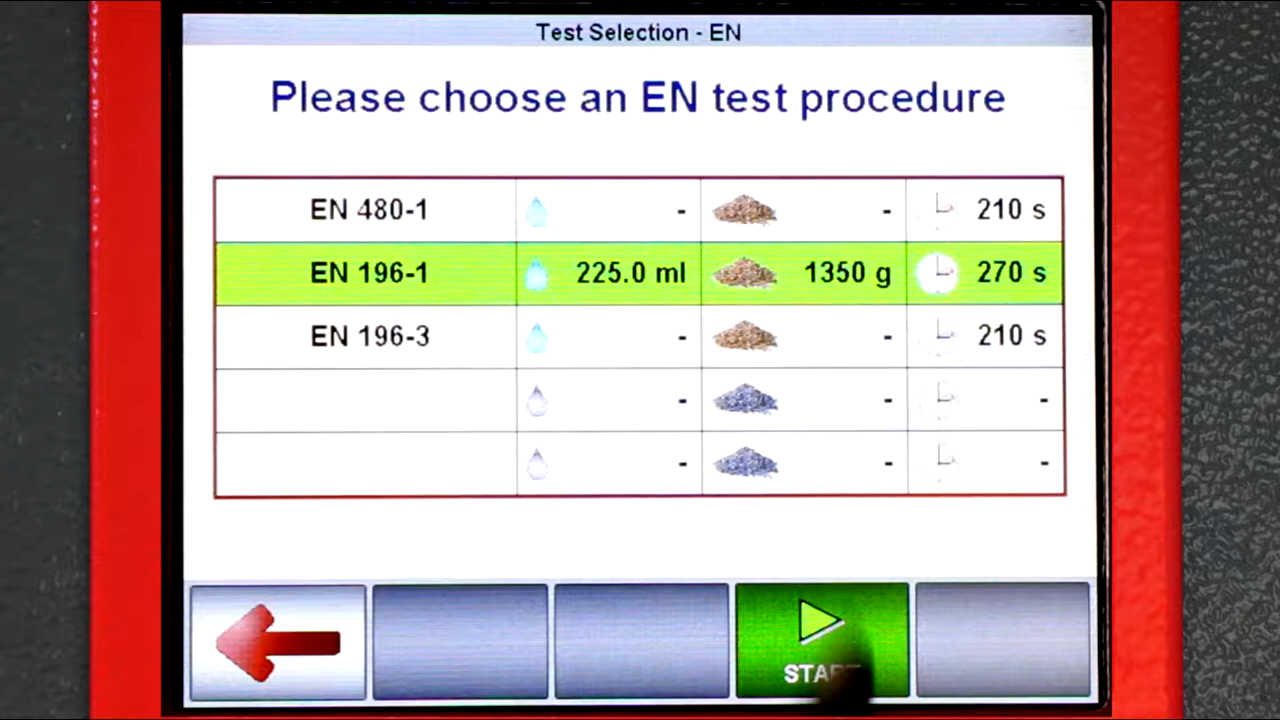 Test Selection - EN
Please choose an EN test procedure
EN 480-1 - - 210 s
EN 196-1 225.0 ml 1350 g 270 s
EN 196-3 - - 210 s
- - -
- - -
START